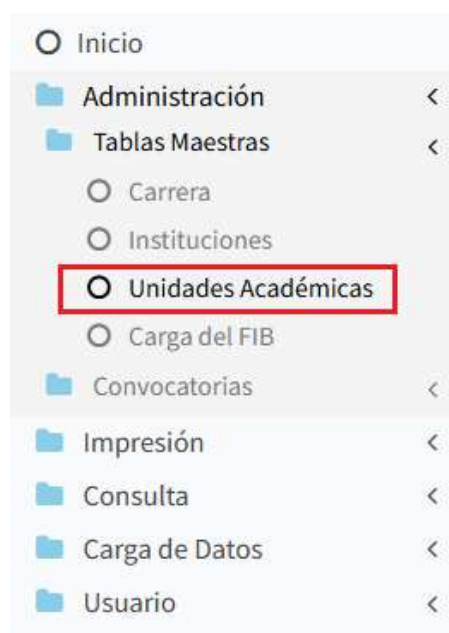 Inicio
Administración
Tablas Maestras
Carrera
Instituciones
Unidades Académicas
Carga del FIB
Convocatorias
Impresión
Consulta
Carga de Datos
Usuario